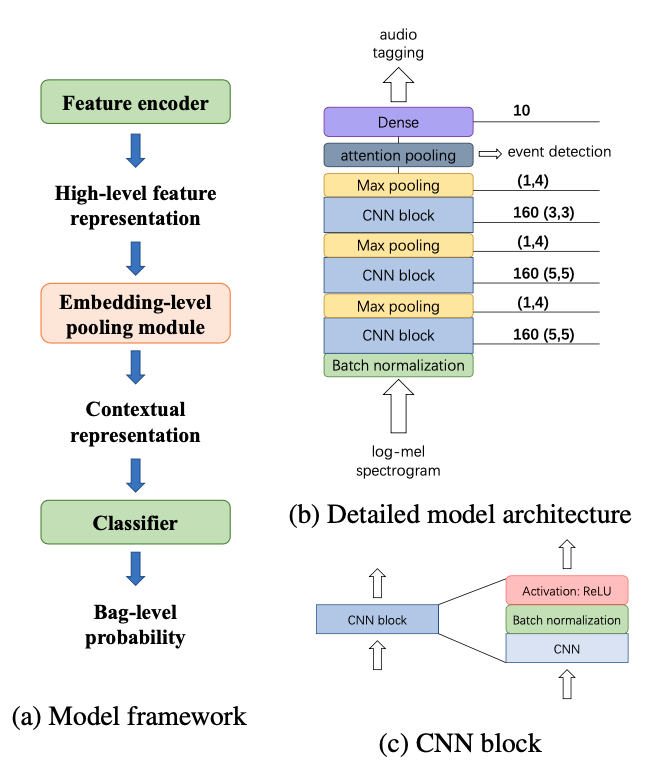 Feature encoder
High-level feature
representation
Embedding-level
pooling module
Contextual
representation
Classifier
Bag-level
probability
(a) Model framework
audio
tagging
Dense
10
attention pooling
event detection
Max pooling
(1,4)
CNN block
160 (3,3)
Max pooling
(1,4)
CNN block
160 (5,5)
Max pooling
(1,4)
CNN block
160 (5,5)
Batch normalization
log-mel
spectrogram
(b) Detailed model architecture
CNN block
Activation: ReLU
Batch normalization
CNN
(c) CNN block